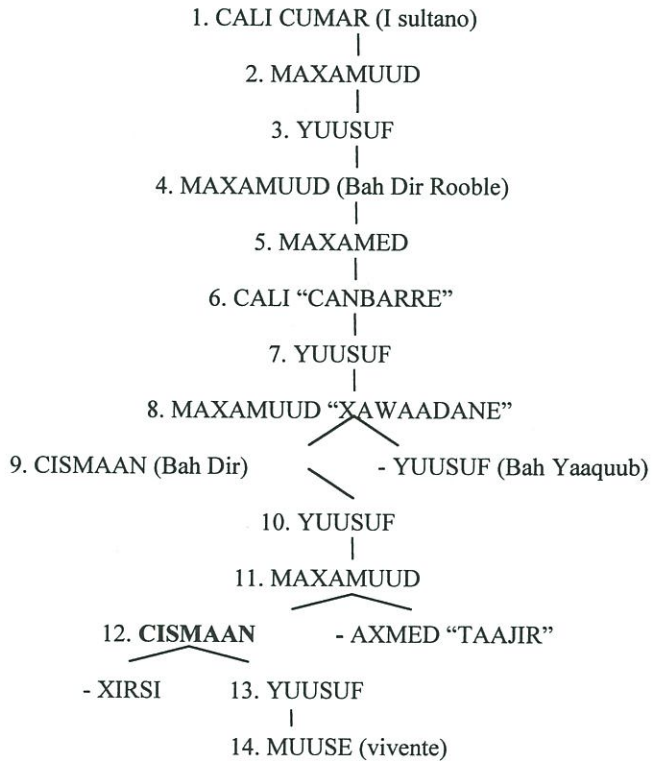 1. CALI CUMAR (I sultano)
2. MAXAMUUD
3. YUUSUF
4. MAXAMUUD (Bah Dir Rooble)
5. MAXAMED
6. CALI “CANBARRE”
7. YUUSUF
8. MAXAMUUD “XAWAADANE”
9. CISMAAN (Bah Dir) - YUUSUF (Bah Yaaquub)
10. YUUSUF
11. MAXAMUUD
12. CISMAAN - AXMED “TAAJIR”
- XIRSI 13. YUUSUF
14. MUUSE (vivente)